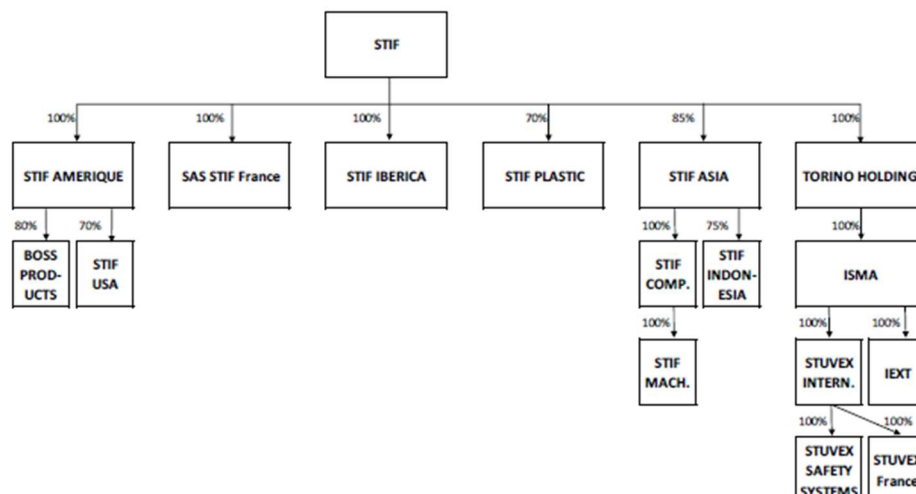 STIF
100%
100%
100%
70%
85%
100%
STIF AMERIQUE
SAS STIF France
STIF IBERICA
STIF PLASTIC
STIF ASIA
TORINO HOLDING
80%
70%
100%
75%
100%
BOSS
PROD-
UCTS
STIF
USA
STIF
COMP.
STIF
INDON-
ESIA
ISMA
100%
100%
100%
STIF
MACH.
STUVEX
INTERN.
IEXT
100%
100%
STUVEX
SAFETY
SYSTEMS
STUVEX
France